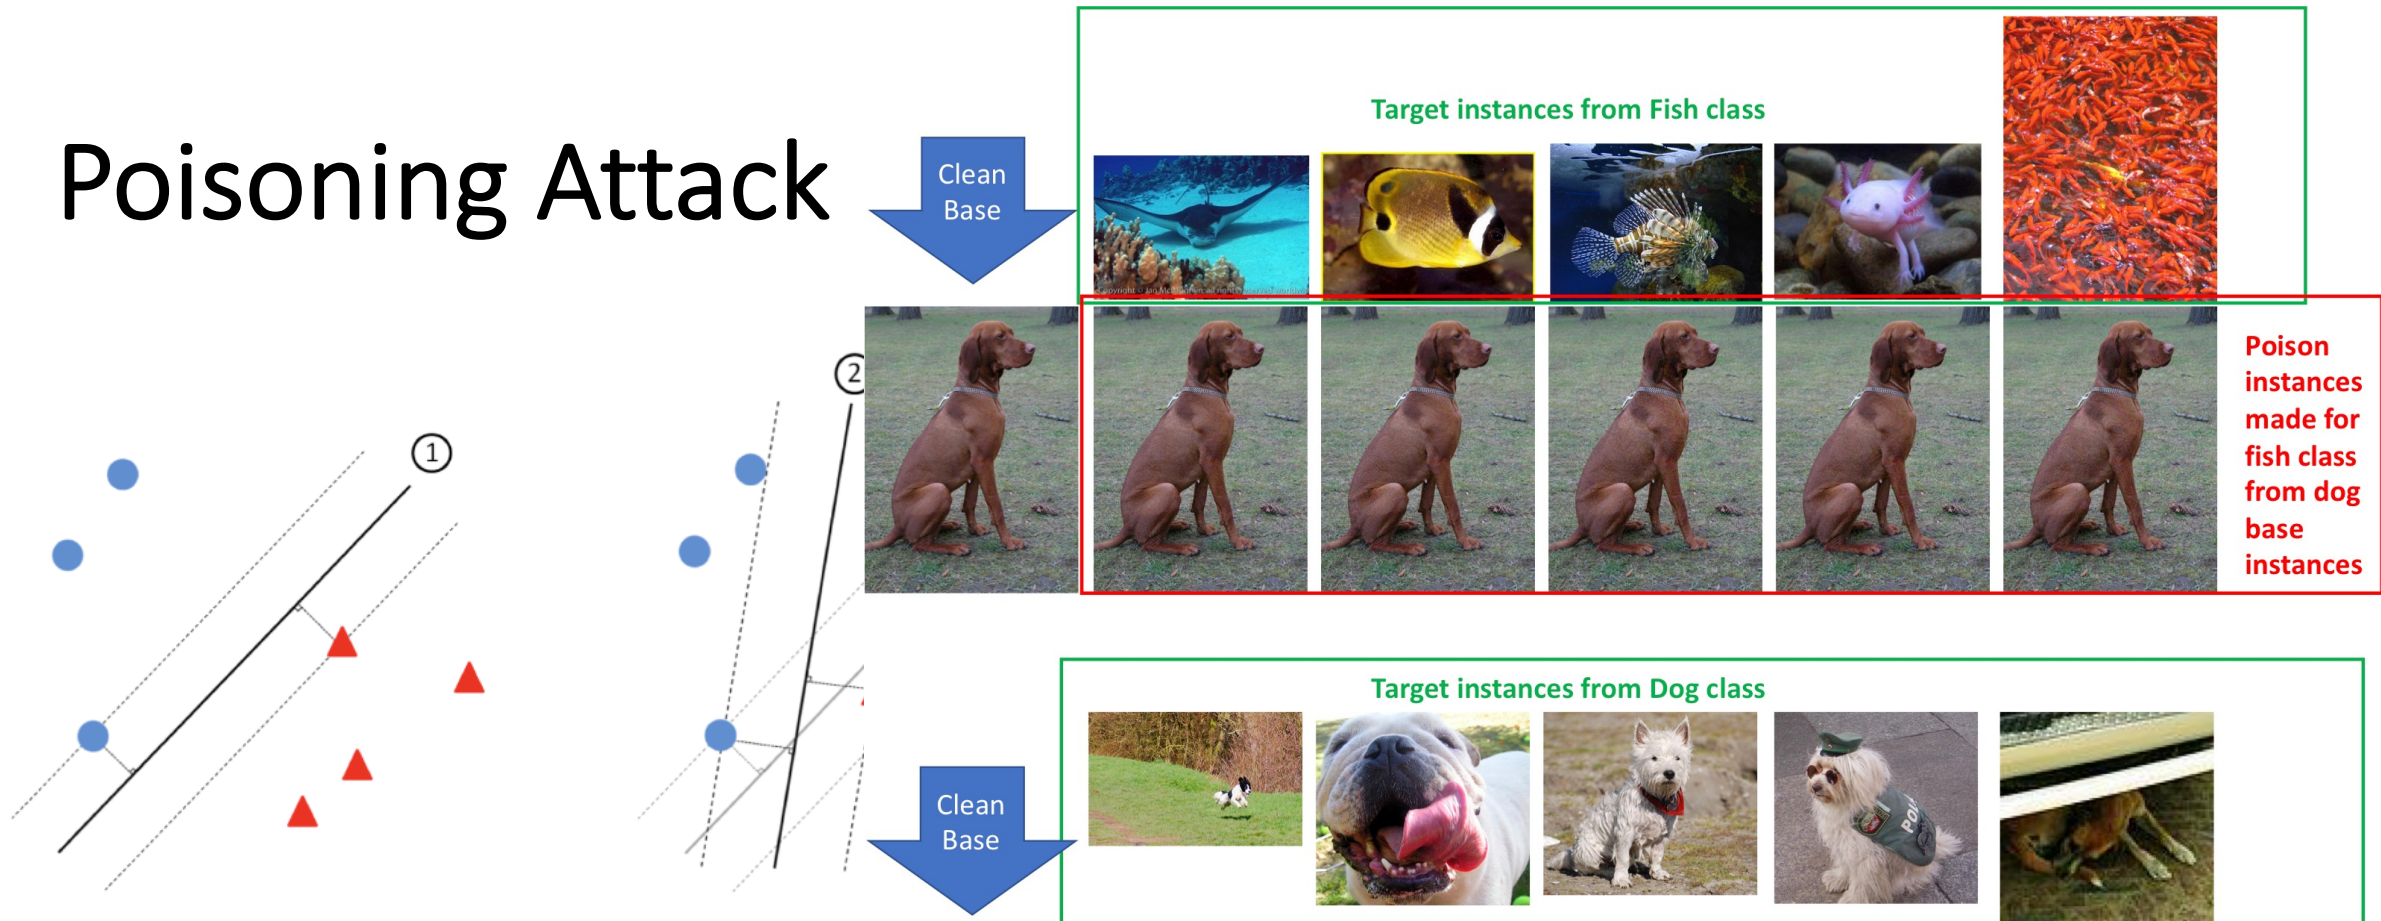 Poisoning Attack
Clean
Base
Target instances from Fish class
1
2
Poison
instances
made for
fish class
from dog
base
instances
Target instances from Dog class
Clean
Base